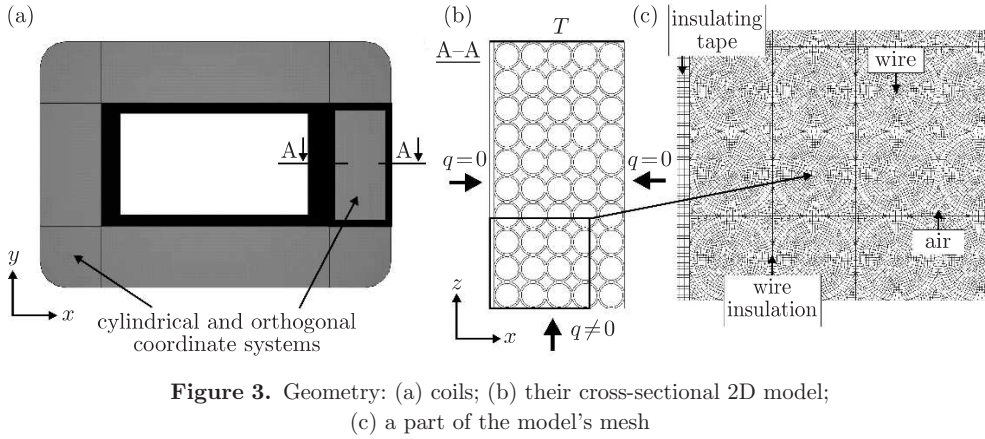 (a)
A
A
y
x
cylindrical and orthogonal
coordinate systems
(b)
T
A–A
q=0
q=0
z
x
q≠0
(c)
insulating
tape
wire
air
wire
insulation
Figure 3. Geometry: (a) coils; (b) their cross-sectional 2D model;
(c) a part of the model's mesh